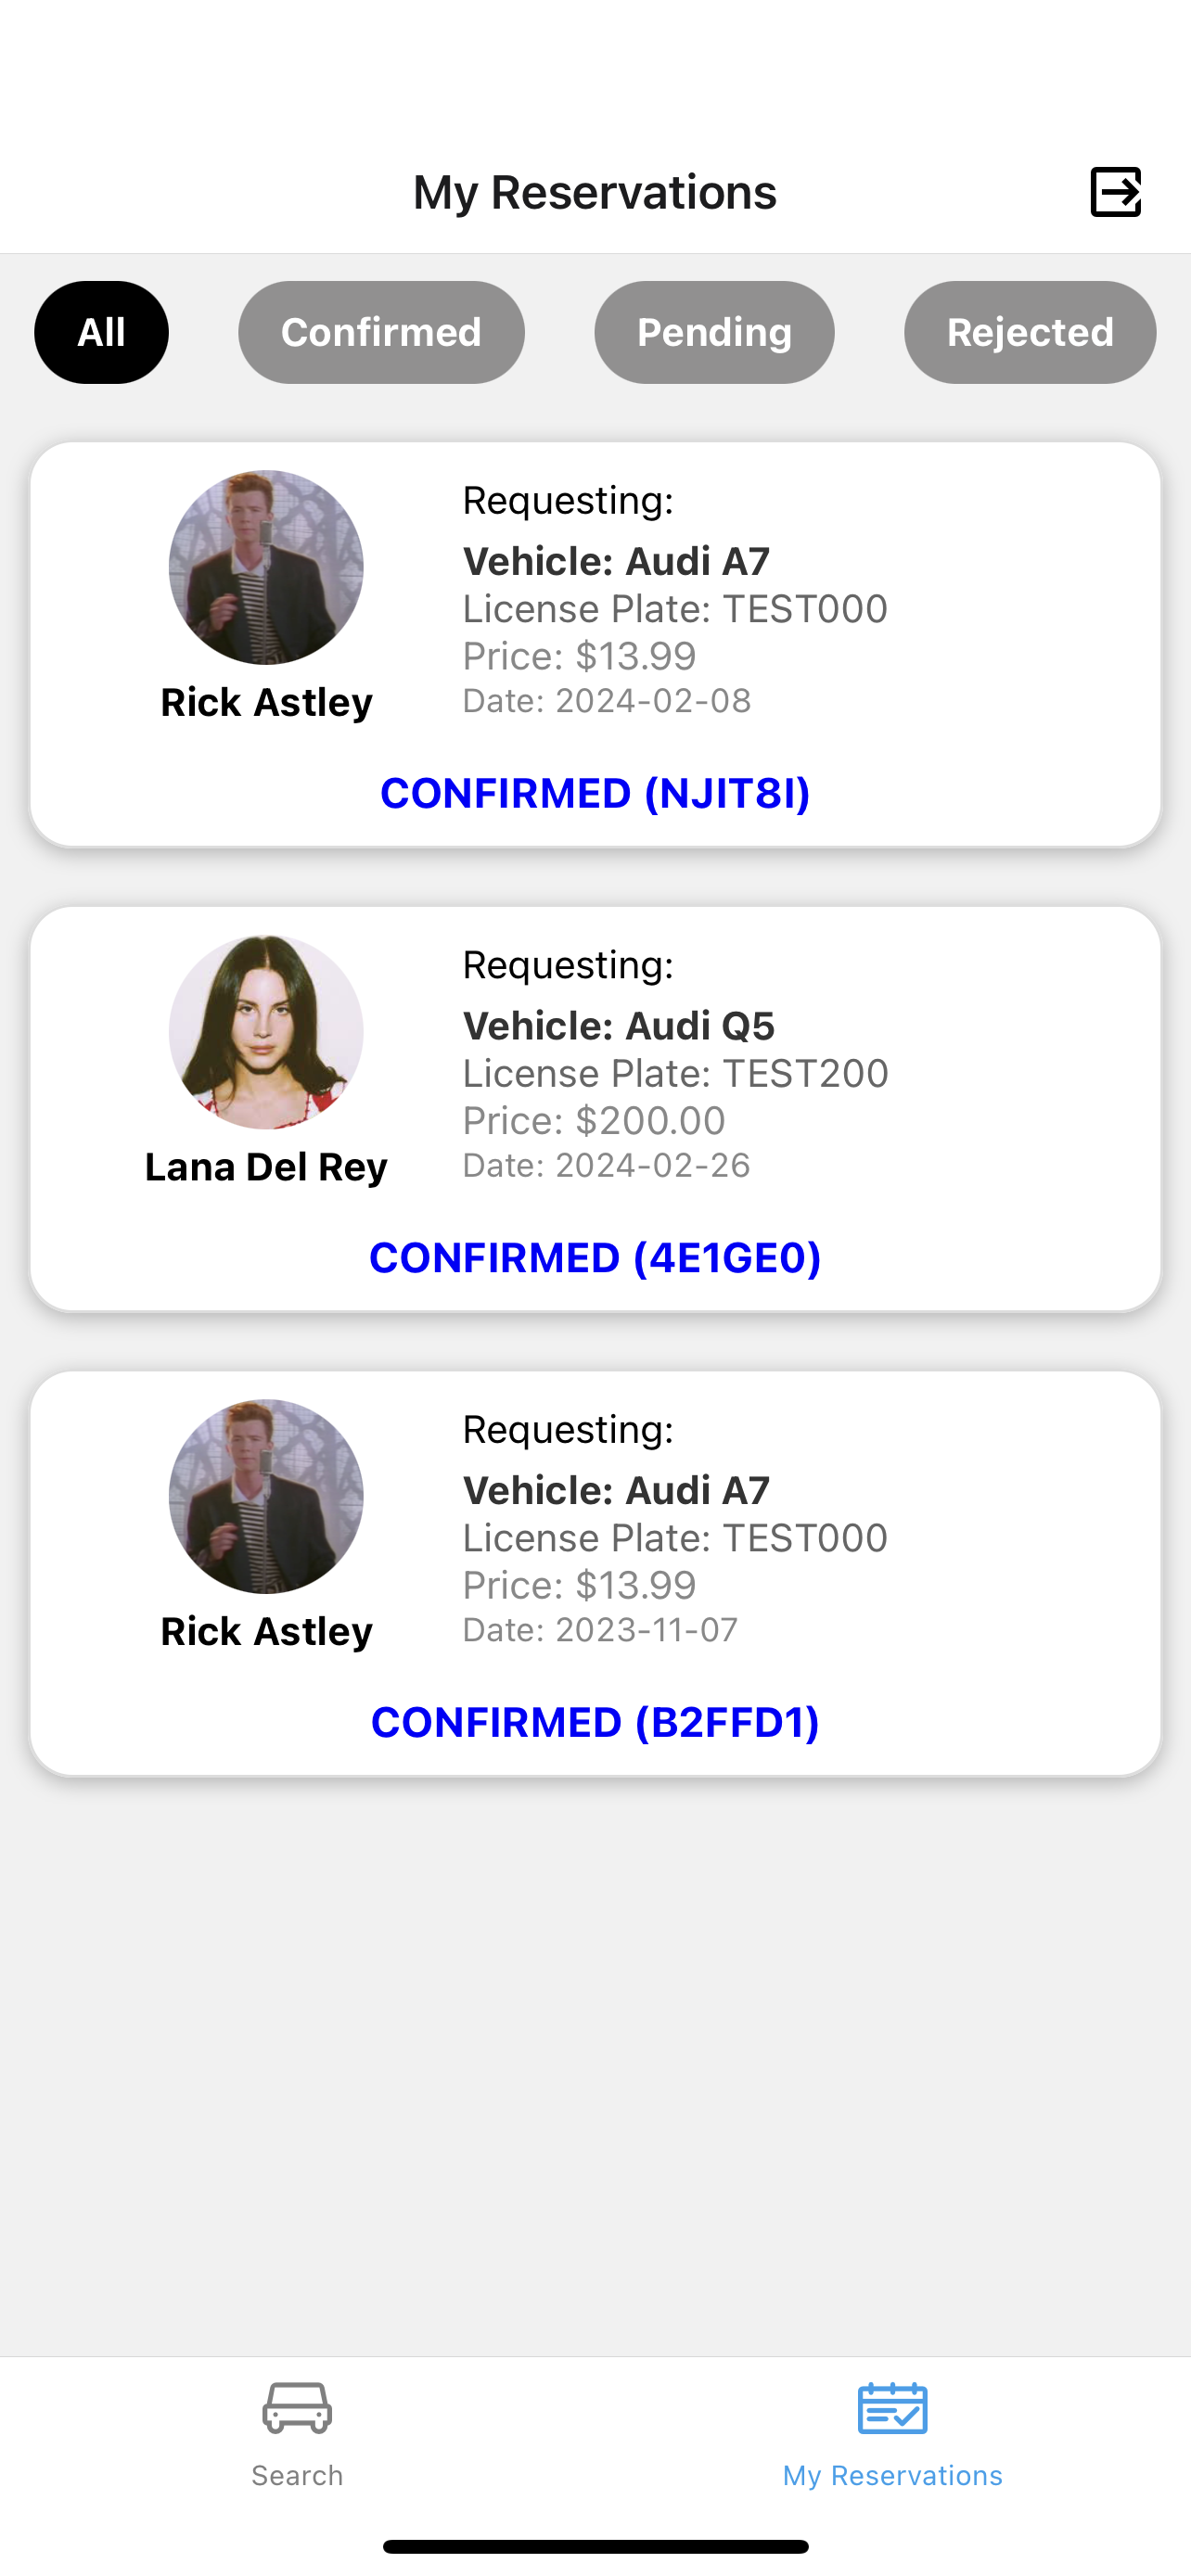 My Reservations
All Confirmed Pending Rejected
Requesting:
Vehicle: Audi A7
License Plate: TEST000
Price: $13.99
Date: 2024-02-08
Rick Astley
CONFIRMED (NJIT8I)
Requesting:
Vehicle: Audi Q5
License Plate: TEST200
Price: $200.00
Date: 2024-02-26
Lana Del Rey
CONFIRMED (4E1GE0)
Requesting:
Vehicle: Audi A7
License Plate: TEST000
Price: $13.99
Date: 2023-11-07
Rick Astley
CONFIRMED (B2FFD1)
Search My Reservations